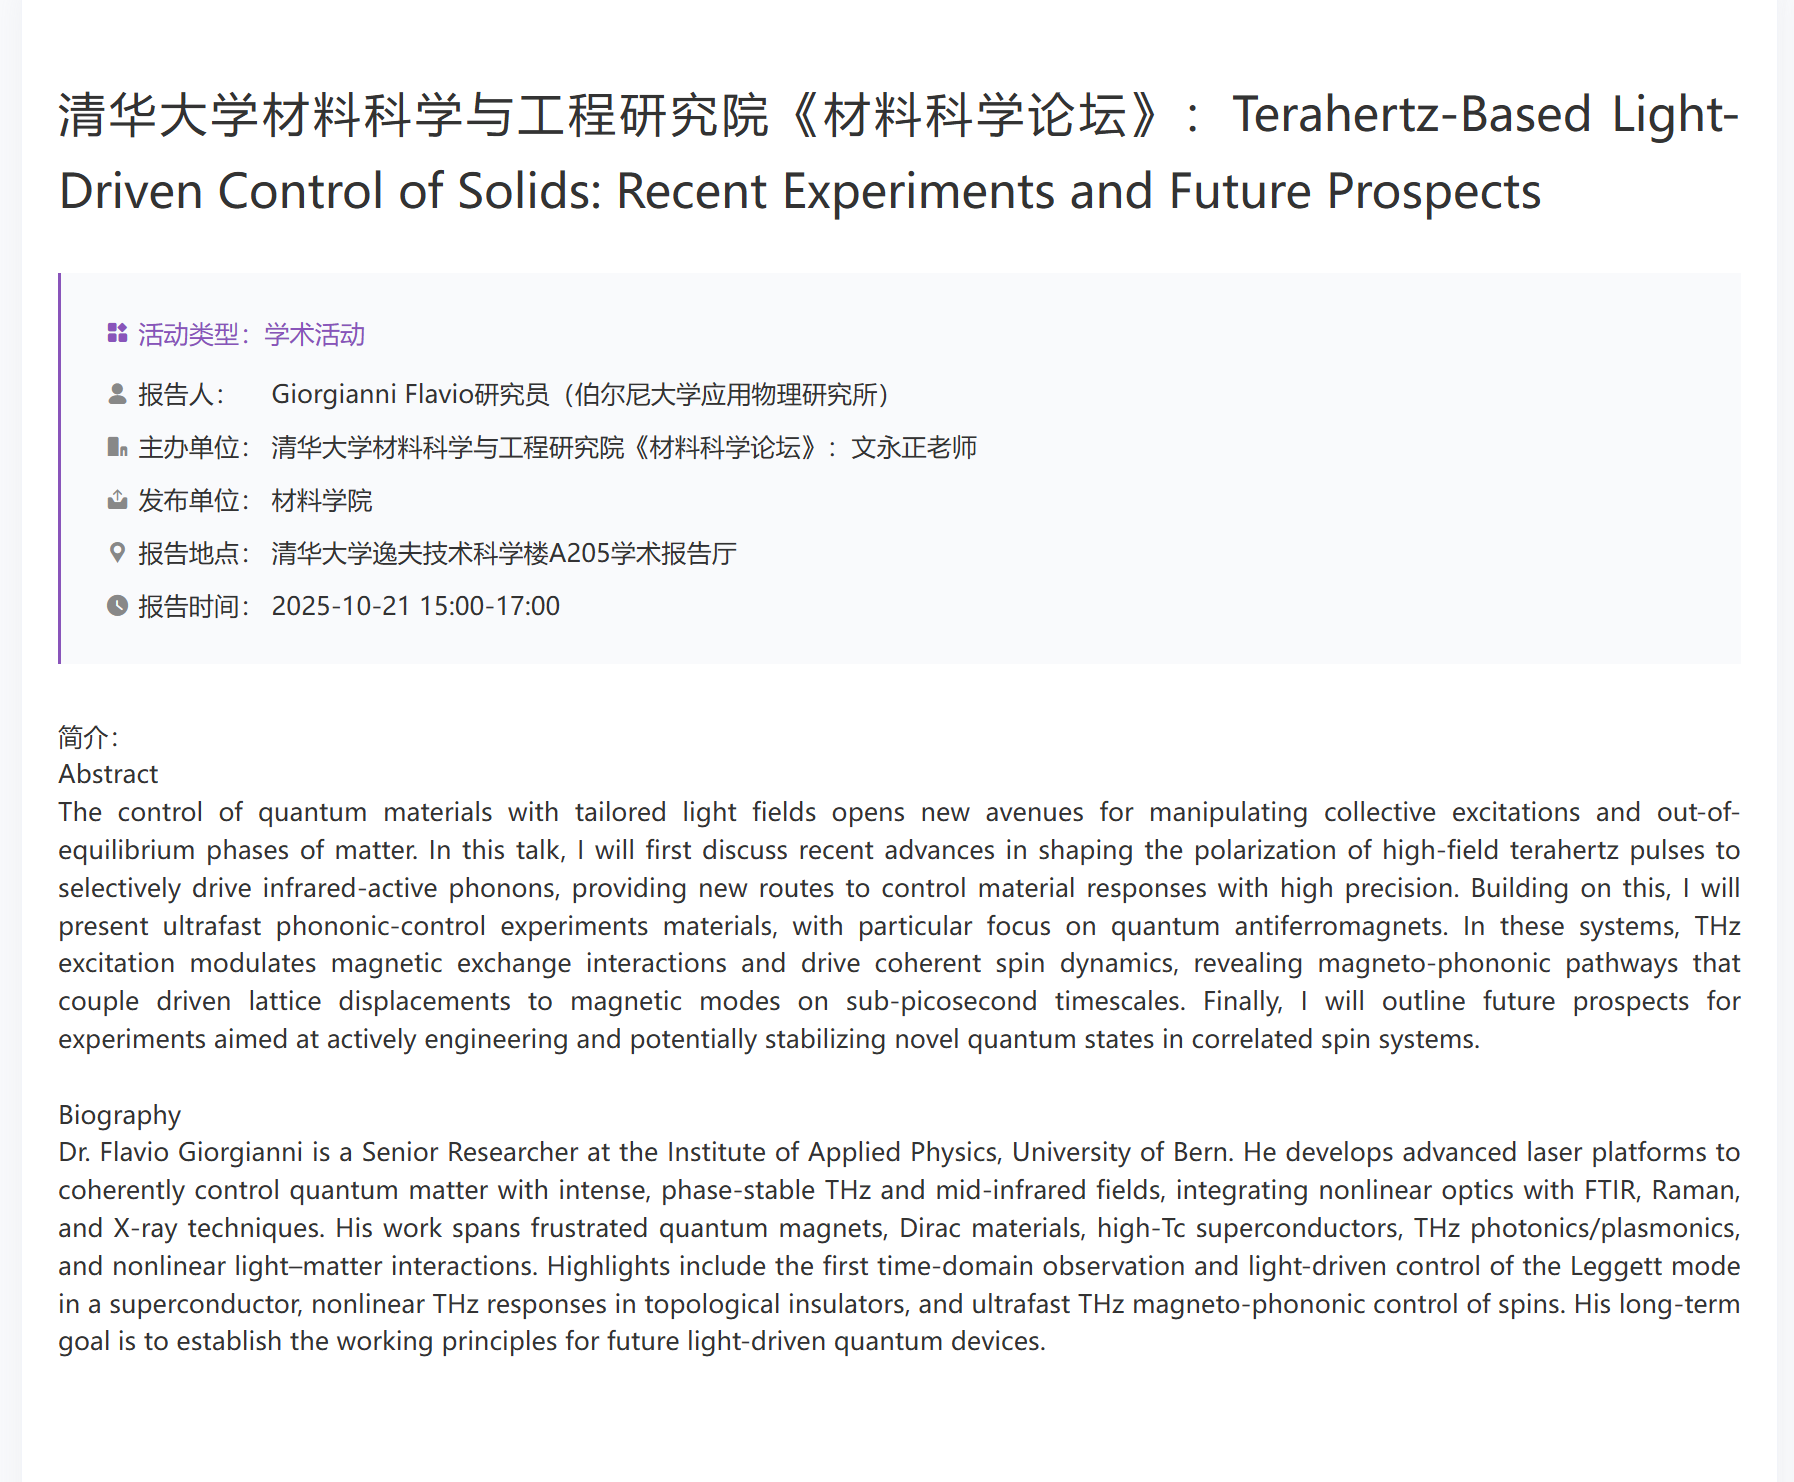 清华大学材料科学与工程研究院《材料科学论坛》：Terahertz-Based Light-
Driven Control of Solids: Recent Experiments and Future Prospects
活动类型：学术活动
报告人： Giorgianni Flavio研究员（伯尔尼大学应用物理研究所）
主办单位： 清华大学材料科学与工程研究院《材料科学论坛》：文永正老师
发布单位： 材料学院
报告地点： 清华大学逸夫技术科学楼A205学术报告厅
报告时间： 2025-10-21 15:00-17:00
简介：
Abstract
The control of quantum materials with tailored light fields opens new avenues for manipulating collective excitations and out-of-
equilibrium phases of matter. In this talk, I will first discuss recent advances in shaping the polarization of high-field terahertz pulses to
selectively drive infrared-active phonons, providing new routes to control material responses with high precision. Building on this, I will
present ultrafast phononic-control experiments materials, with particular focus on quantum antiferromagnets. In these systems, THz
excitation modulates magnetic exchange interactions and drive coherent spin dynamics, revealing magneto-phononic pathways that
couple driven lattice displacements to magnetic modes on sub-picosecond timescales. Finally, I will outline future prospects for
experiments aimed at actively engineering and potentially stabilizing novel quantum states in correlated spin systems.
Biography
Dr. Flavio Giorgianni is a Senior Researcher at the Institute of Applied Physics, University of Bern. He develops advanced laser platforms to
coherently control quantum matter with intense, phase-stable THz and mid-infrared fields, integrating nonlinear optics with FTIR, Raman,
and X-ray techniques. His work spans frustrated quantum magnets, Dirac materials, high-Tc superconductors, THz photonics/plasmonics,
and nonlinear light–matter interactions. Highlights include the first time-domain observation and light-driven control of the Leggett mode
in a superconductor, nonlinear THz responses in topological insulators, and ultrafast THz magneto-phononic control of spins. His long-term
goal is to establish the working principles for future light-driven quantum devices.